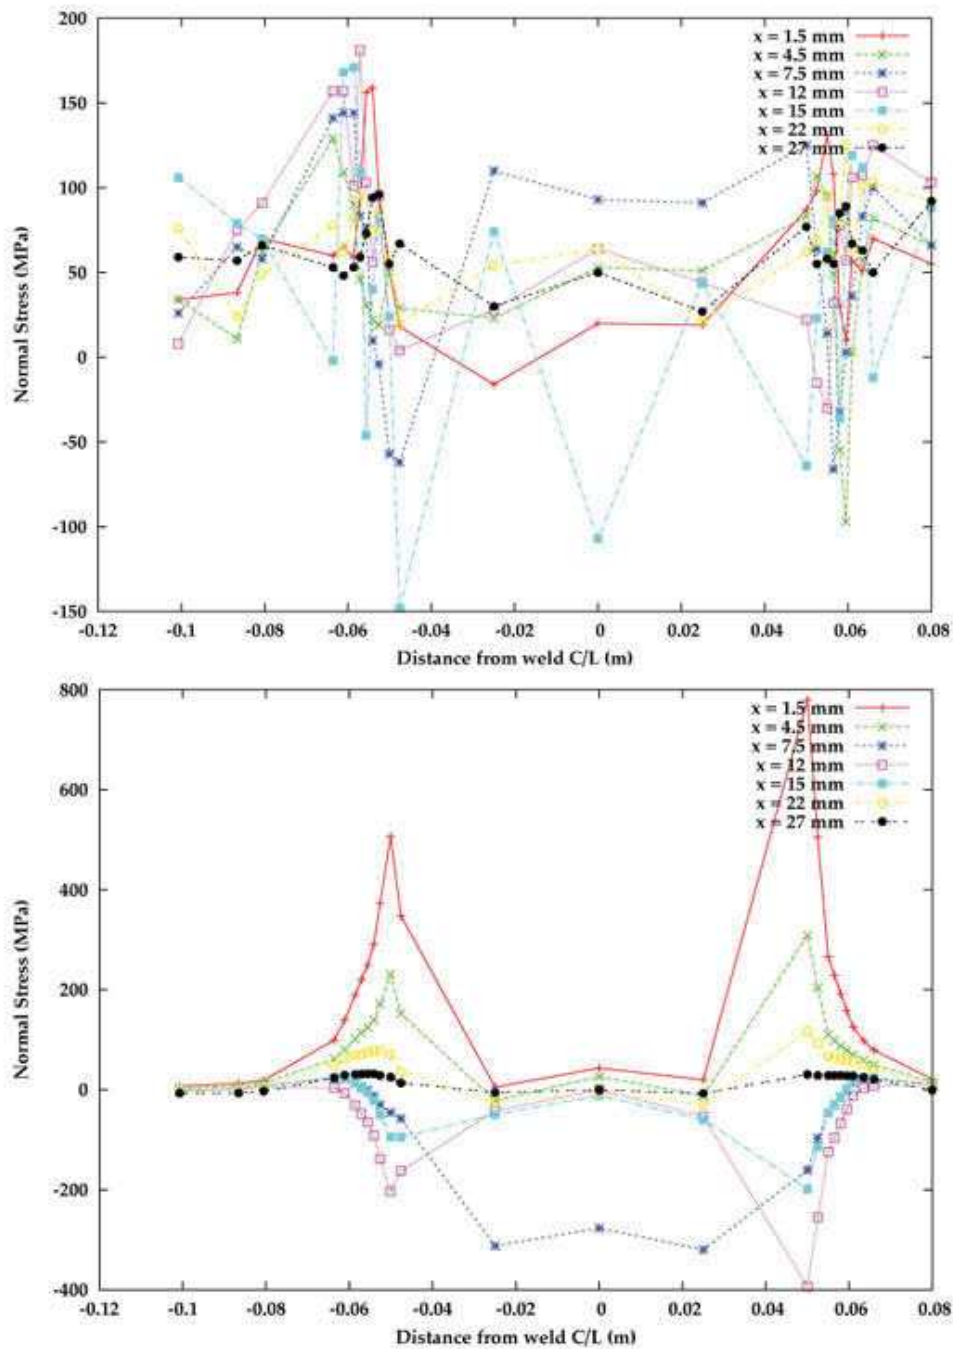 200
150
100
50
0
-50
-100
-150
Normal Stress (MPa)
x = 1.5 mm
x = 4.5 mm
x = 7.5 mm
x = 12 mm
x = 15 mm
x = 22 mm
x = 27 mm
-0.12 -0.1 -0.08 -0.06 -0.04 -0.02 0 0.02 0.04 0.06 0.08
Distance from weld C/L (m)
800
600
400
200
0
-200
-400
Normal Stress (MPa)
x = 1.5 mm
x = 4.5 mm
x = 7.5 mm
x = 12 mm
x = 15 mm
x = 22 mm
x = 27 mm
-0.12 -0.1 -0.08 -0.06 -0.04 -0.02 0 0.02 0.04 0.06 0.08
Distance from weld C/L (m)